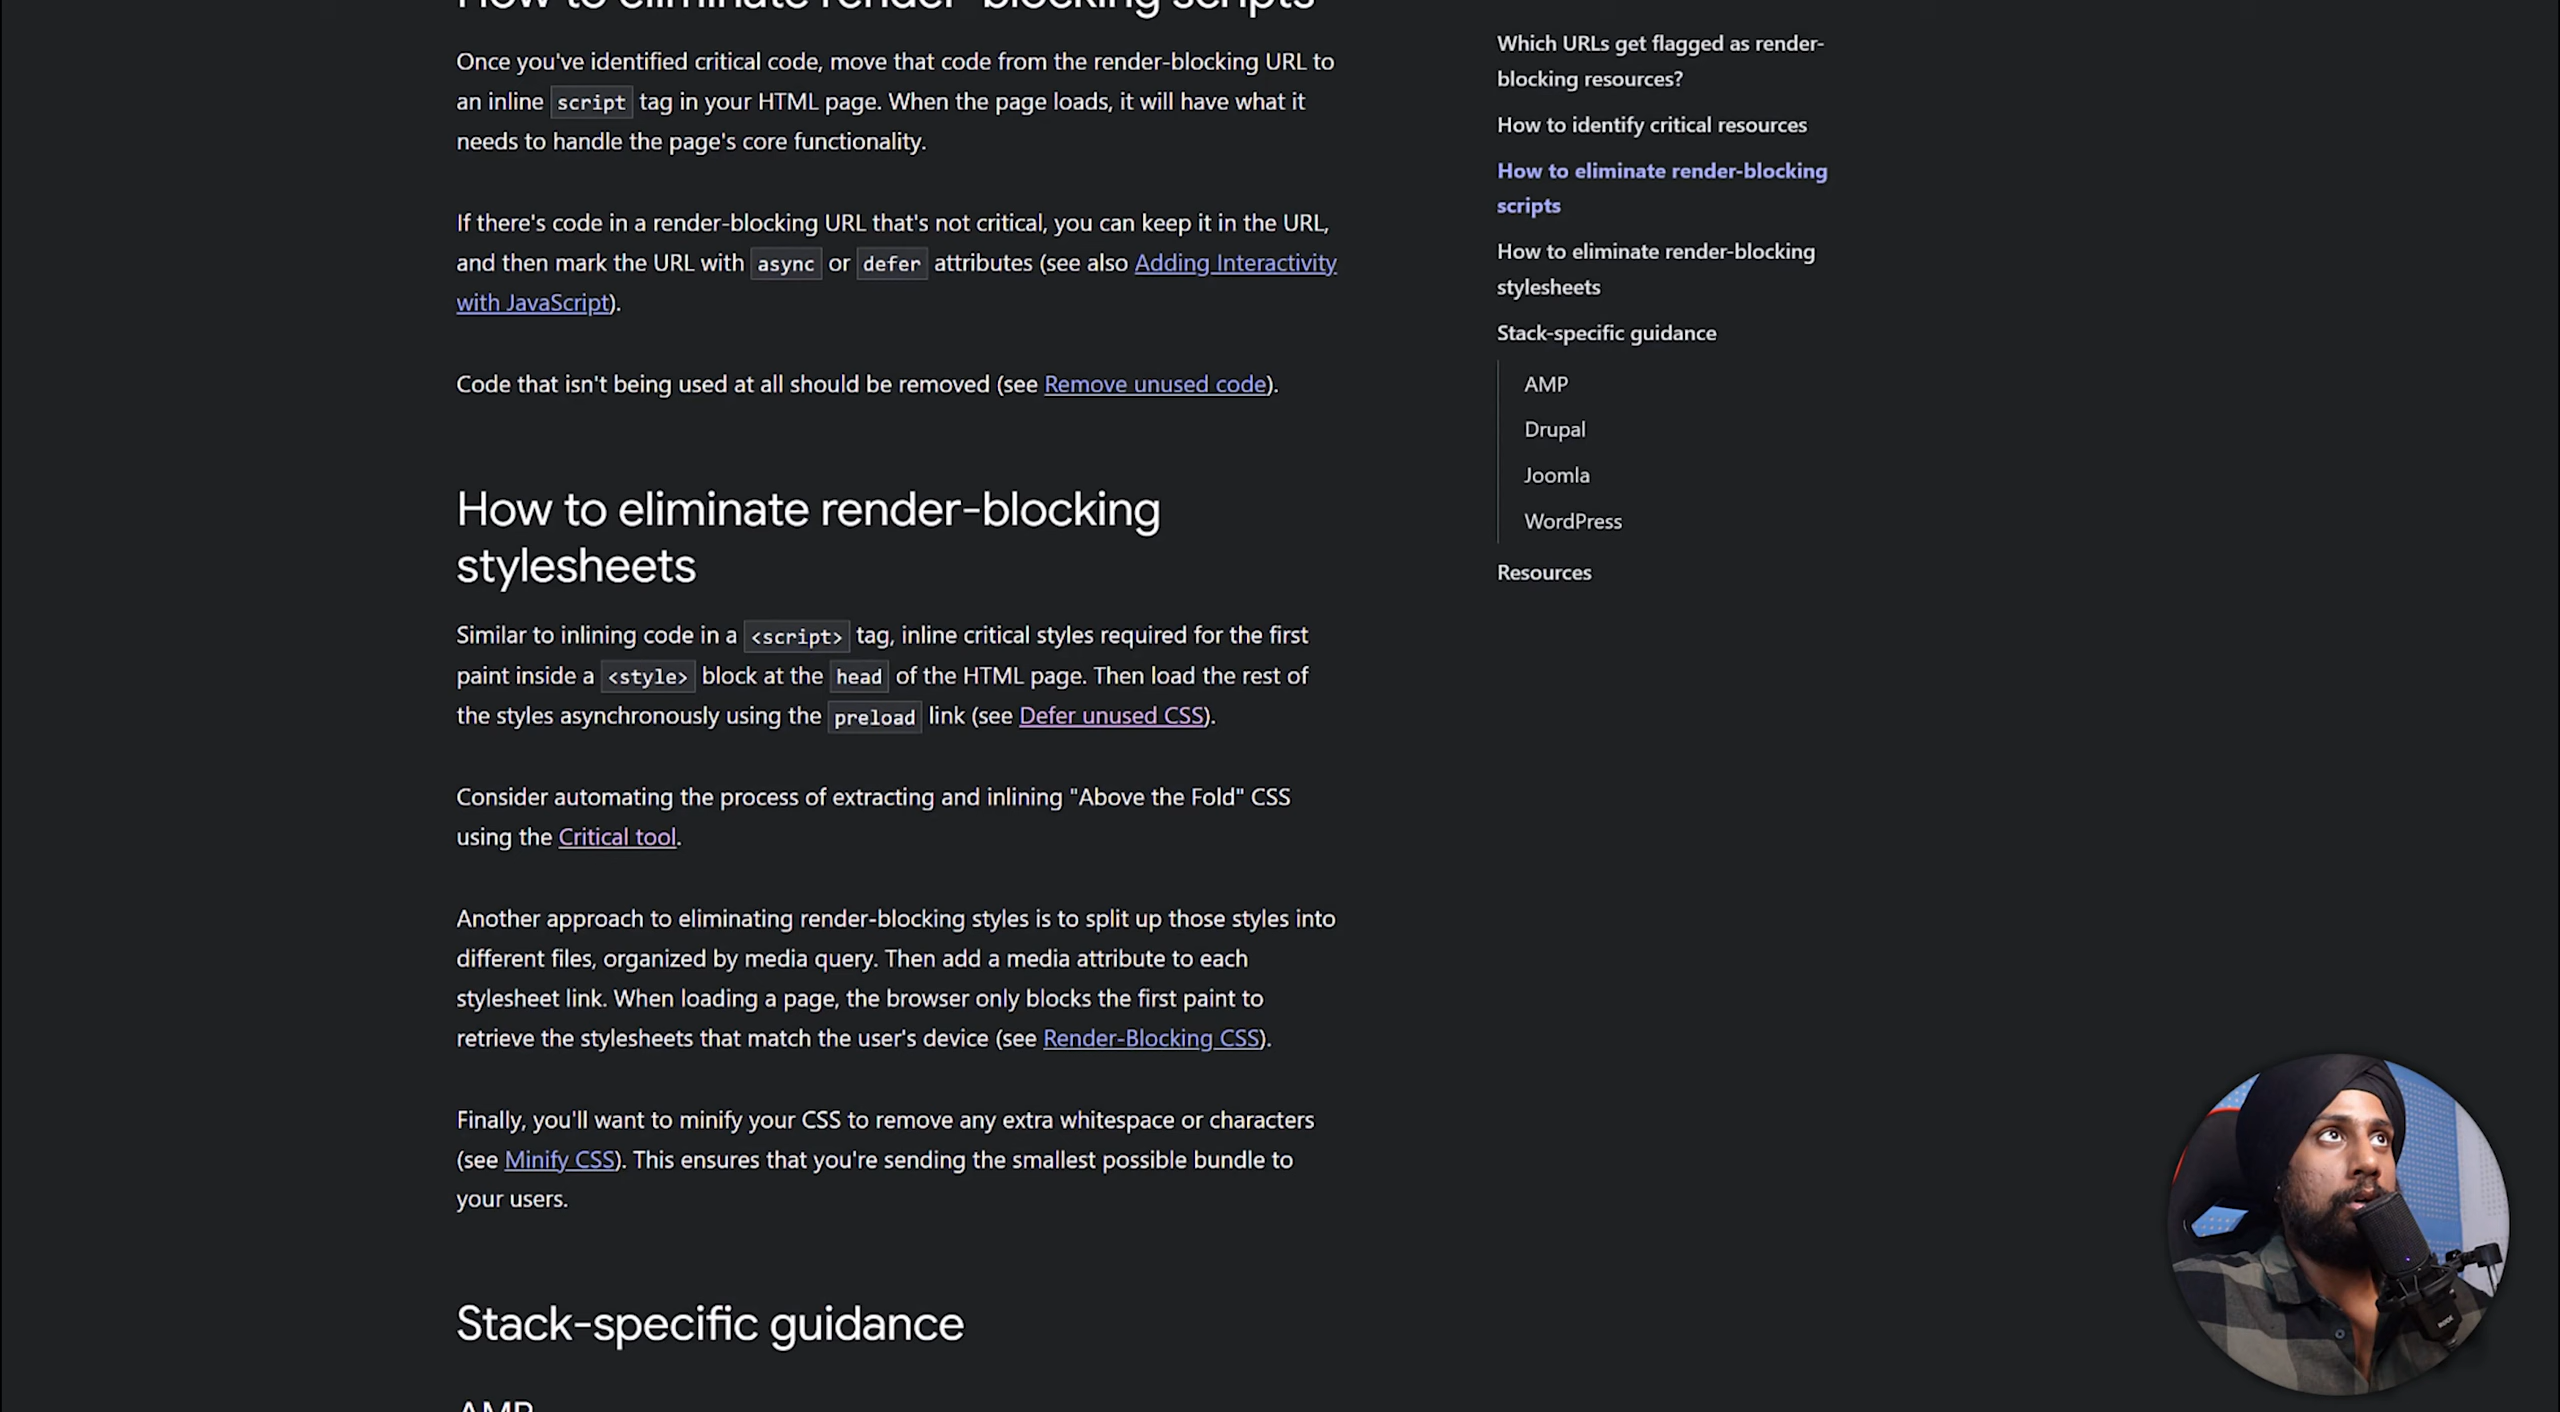 How to eliminate render-blocking scripts
Once you've identified critical code, move that code from the render-blocking URL to
an inline script tag in your HTML page. When the page loads, it will have what it
needs to handle the page's core functionality.
If there's code in a render-blocking URL that's not critical, you can keep it in the URL,
and then mark the URL with async or defer attributes (see also Adding Interactivity
with JavaScript).
Code that isn't being used at all should be removed (see Remove unused code).
How to eliminate render-blocking
stylesheets
Similar to inlining code in a <script> tag, inline critical styles required for the first
paint inside a <style> block at the head of the HTML page. Then load the rest of
the styles asynchronously using the preload link (see Defer unused CSS).
Consider automating the process of extracting and inlining "Above the Fold" CSS
using the Critical tool.
Another approach to eliminating render-blocking styles is to split up those styles into
different files, organized by media query. Then add a media attribute to each
stylesheet link. When loading a page, the browser only blocks the first paint to
retrieve the stylesheets that match the user's device (see Render-Blocking CSS).
Finally, you'll want to minify your CSS to remove any extra whitespace or characters
(see Minify CSS). This ensures that you're sending the smallest possible bundle to
your users.
Stack-specific guidance
AMP
Which URLs get flagged as render-
blocking resources?
How to identify critical resources
How to eliminate render-blocking
scripts
How to eliminate render-blocking
stylesheets
Stack-specific guidance
AMP
Drupal
Joomla
WordPress
Resources
RODE